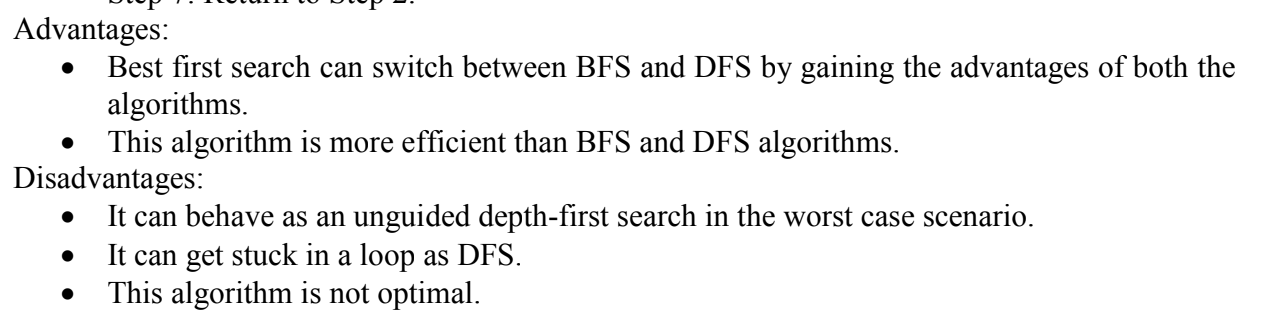 Step 7: Return to Step 2.
Advantages:
• Best first search can switch between BFS and DFS by gaining the advantages of both the
algorithms.
• This algorithm is more efficient than BFS and DFS algorithms.
Disadvantages:
• It can behave as an unguided depth-first search in the worst case scenario.
• It can get stuck in a loop as DFS.
• This algorithm is not optimal.